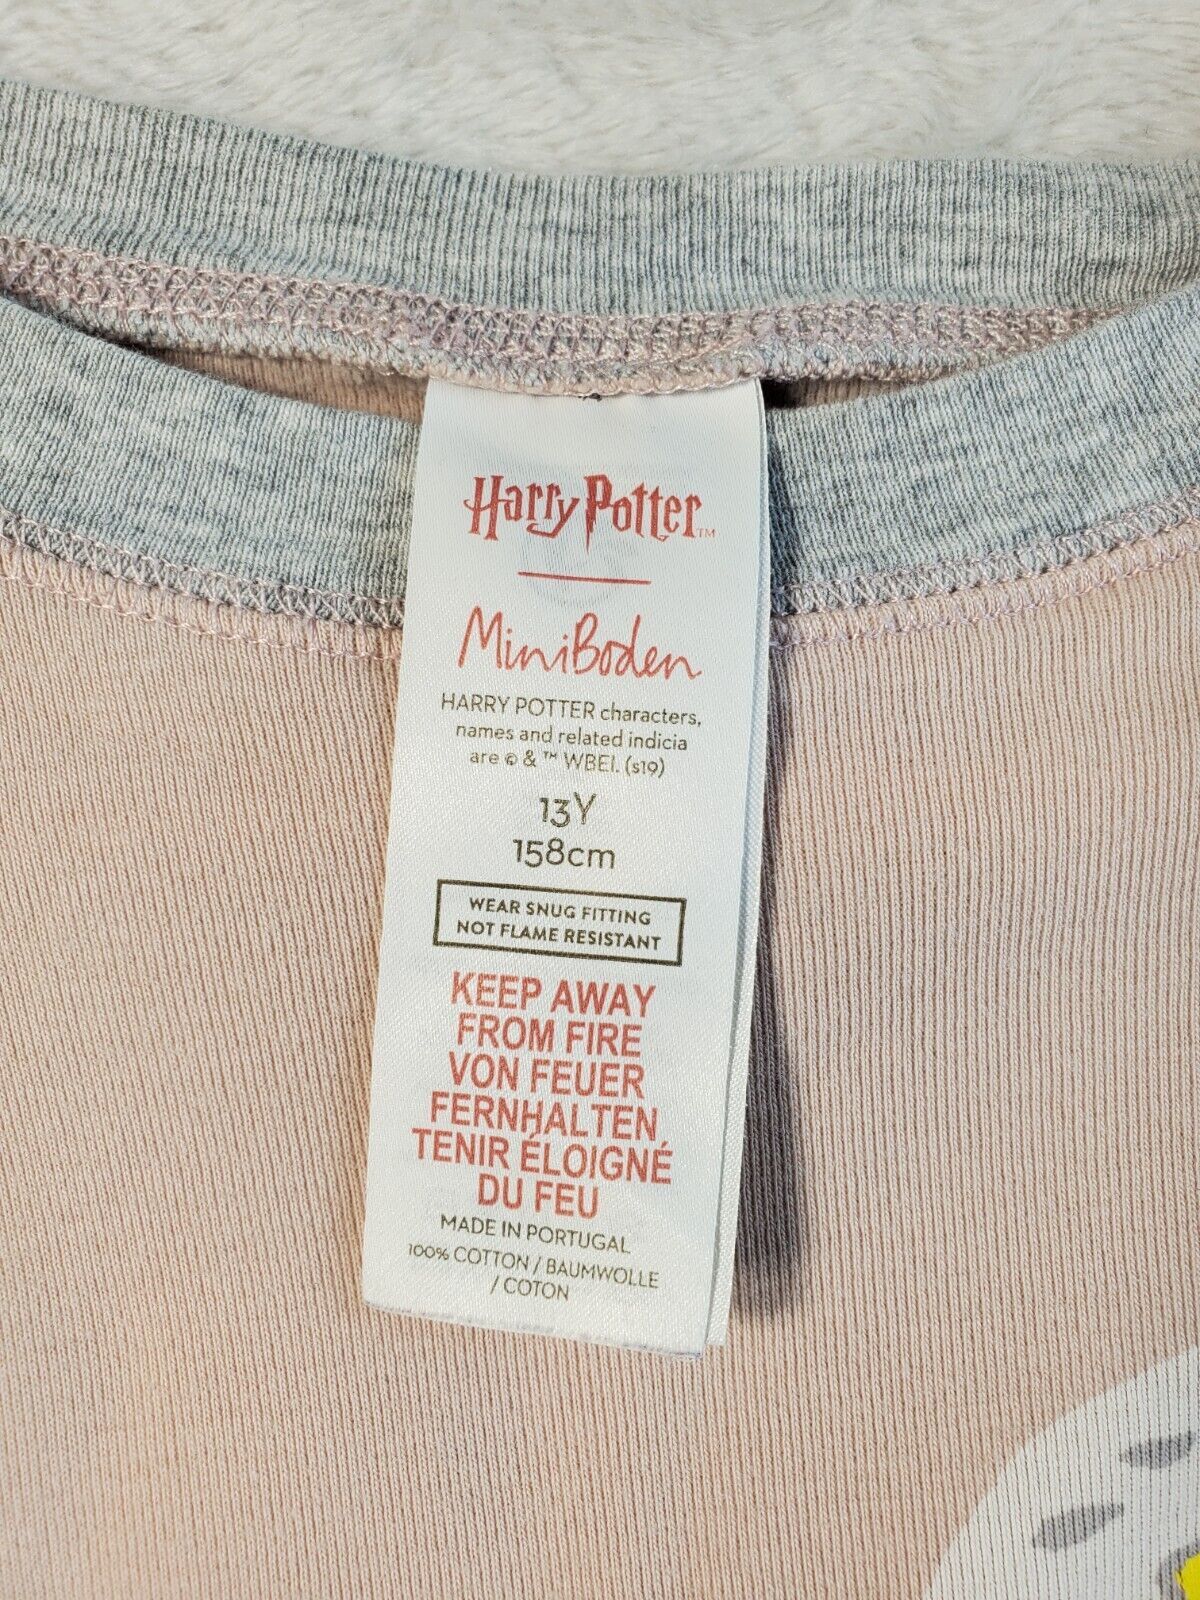 Harry Potter™
MiniBoden
HARRY POTTER characters,
names and related indicia
are © & ™ WBEI. (s19)
13Y
158cm
WEAR SNUG FITTING
NOT FLAME RESISTANT
KEEP AWAY
FROM FIRE
VON FEUER
FERNHALTEN
TENIR ÉLOIGNÉ
DU FEU
MADE IN PORTUGAL
100% COTTON / BAUMWOLLE
/ COTON